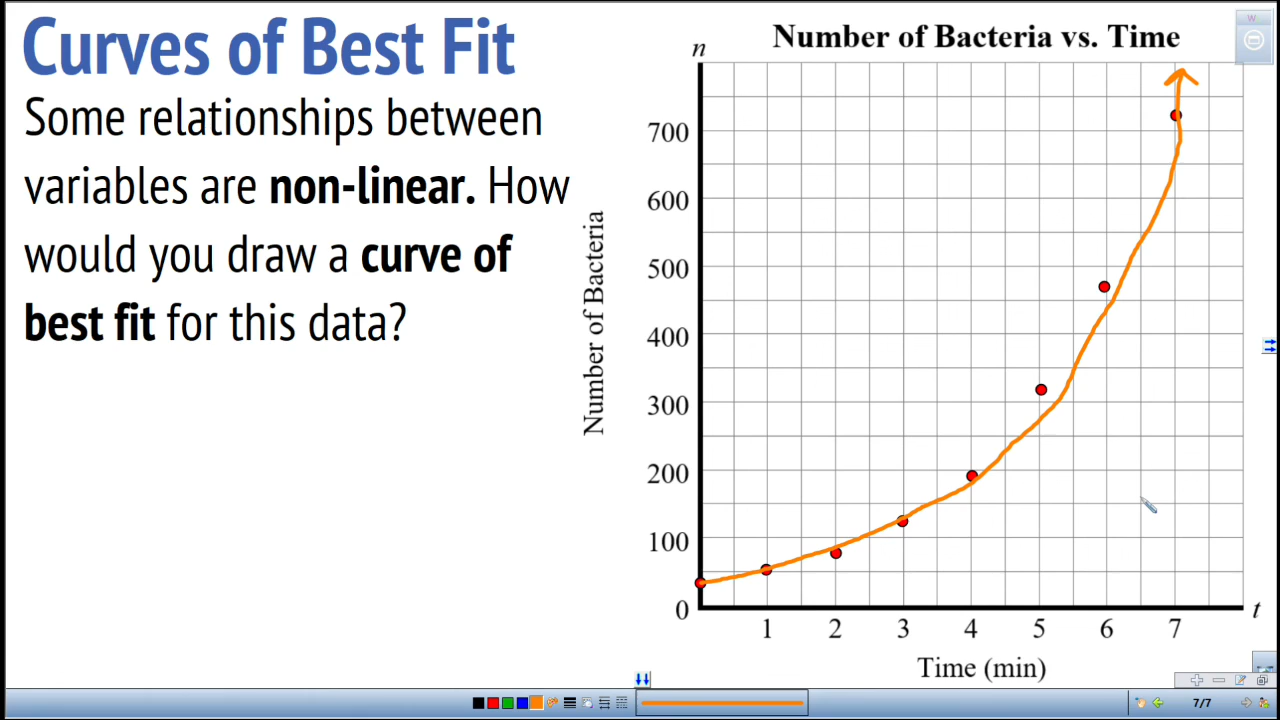 Curves of Best Fit
Some relationships between
variables are non-linear. How
would you draw a curve of
best fit for this data?
Number of Bacteria vs. Time
n
700
600
500
400
300
200
100
0
Number of Bacteria
1 2 3 4 5 6 7
t
Time (min)
W
7/7